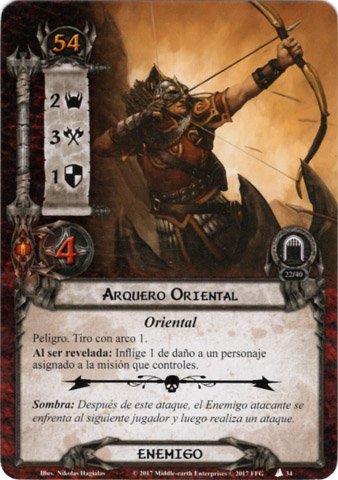 54
2
3
1
4
22/40
ARQUERO ORIENTAL
Oriental
Peligro. Tiro con arco 1.
Al ser revelada: Inflige 1 de daño a un personaje
asignado a la misión que controles.
Sombra: Después de este ataque, el Enemigo atacante se
enfrenta al siguiente jugador y luego realiza un ataque.
ENEMIGO
Illus. Nikolas Hagialas
© 2017 Middle-earth Enterprises © 2017 FFG
34